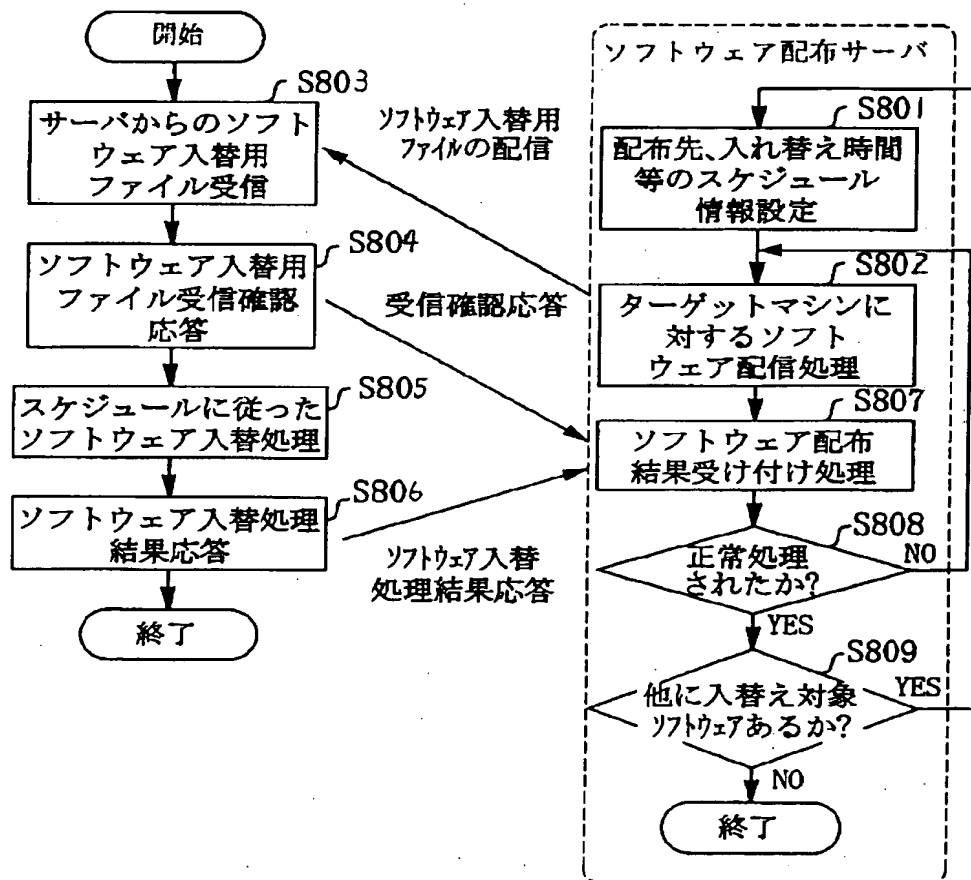 開始
S803
サーバからのソフト
ウェア入替用
ファイル受信
S804
ソフトウェア入替用
ファイル受信確認
応答
S805
スケジュールに従った
ソフトウェア入替処理
S806
ソフトウェア入替処理
結果応答
終了
ソフトウェア入替用
ファイルの配信
受信確認応答
ソフトウェア入替
処理結果応答
ソフトウェア配布サーバ
S801
配布先、入れ替え時間
等のスケジュール
情報設定
S802
ターゲットマシンに
対するソフト
ウェア配信処理
S807
ソフトウェア配布
結果受け付け処理
S808
正常処理
されたか?
NO
YES
S809
他に入替え対象
ソフトウェアあるか?
YES
NO
終了